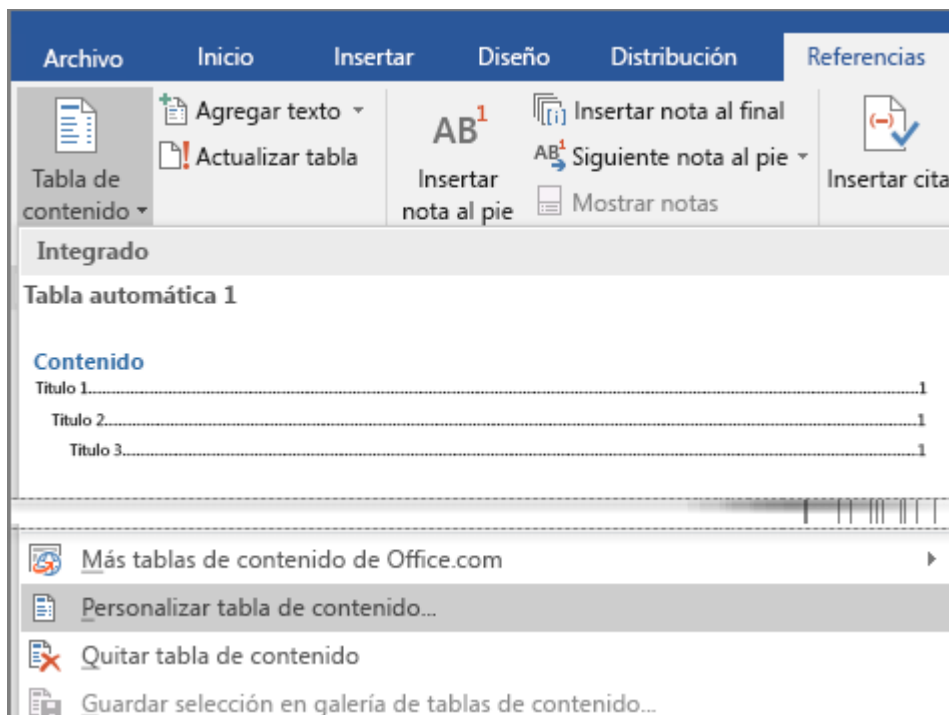 Archivo Inicio Insertar Diseño Distribución Referencias
Tabla de
contenido
Agregar texto
Actualizar tabla
AB1
Insertar
nota al pie
[i] Insertar nota al final
AB1 Siguiente nota al pie
Mostrar notas
(-)
Insertar cita
Integrado
Tabla automática 1
Contenido
Título 1.....1
Título 2.....1
Título 3.....1
Más tablas de contenido de Office.com
Personalizar tabla de contenido...
Quitar tabla de contenido
Guardar selección en galería de tablas de contenido...